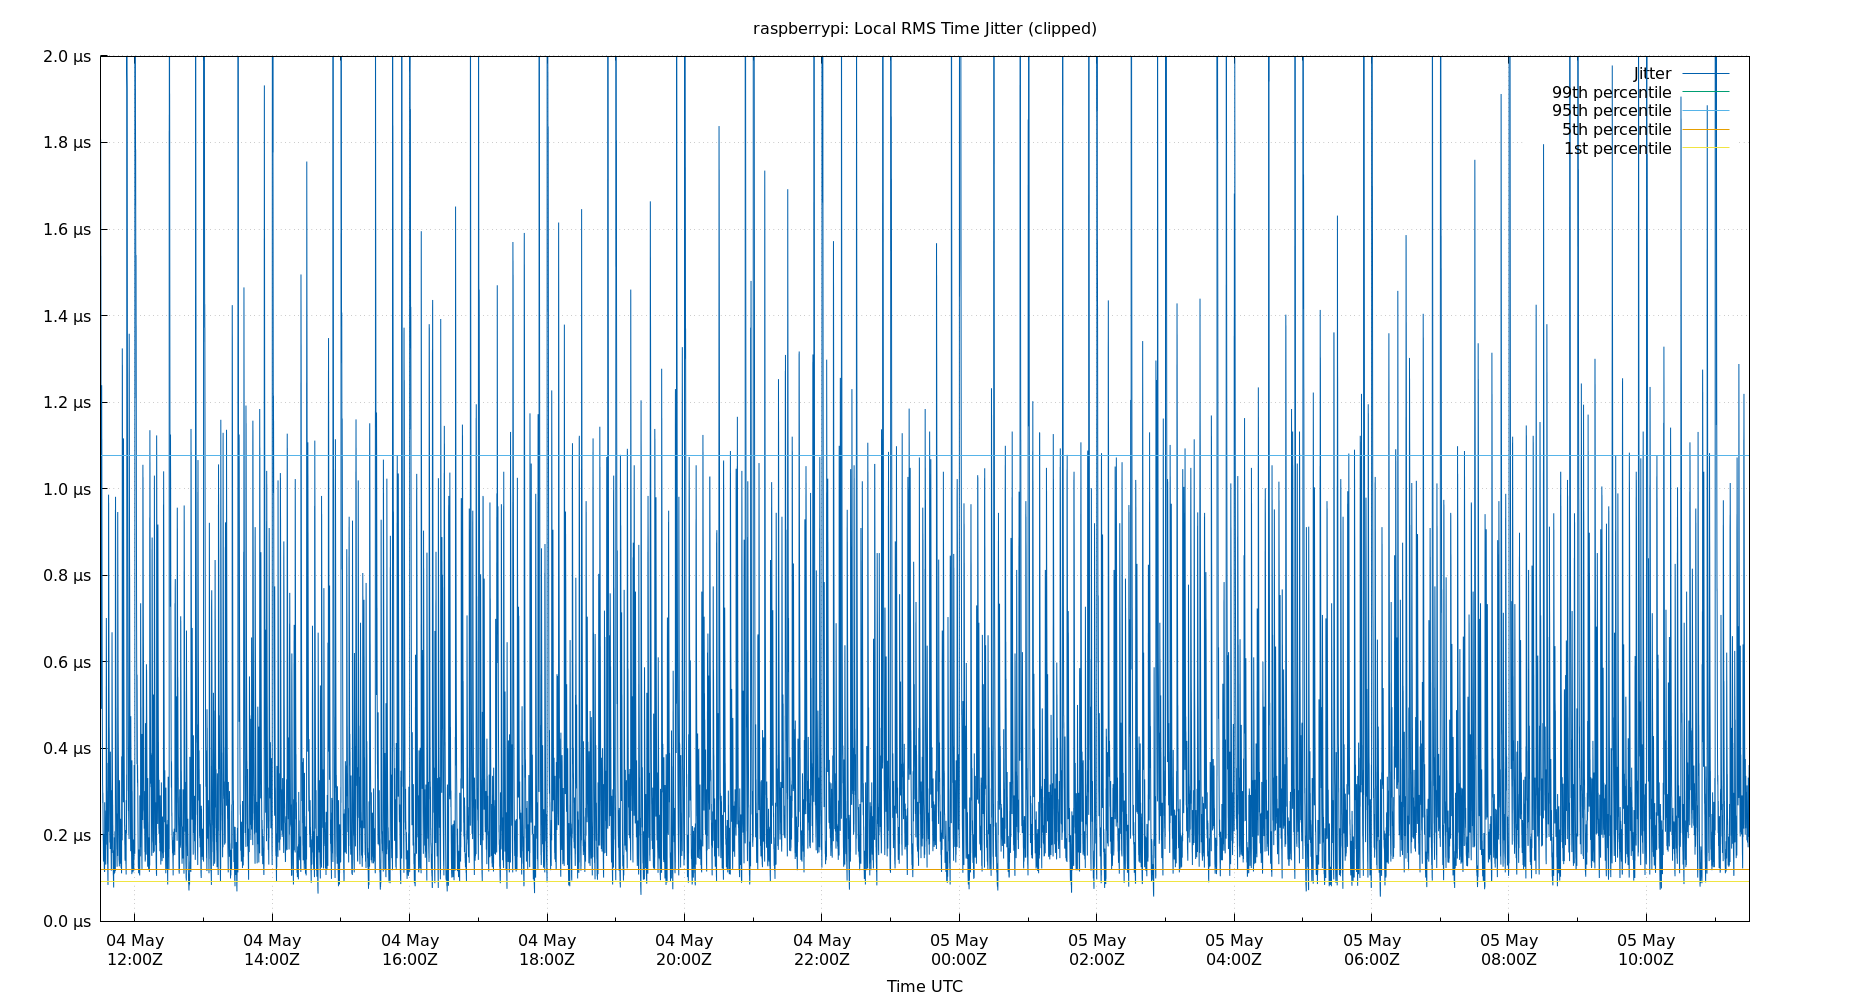 raspberrypi: Local RMS Time Jitter (clipped)
2.0 µs
1.8 µs
1.6 µs
1.4 µs
1.2 µs
1.0 µs
0.8 µs
0.6 µs
0.4 µs
0.2 µs
0.0 µs
Jitter
99th percentile
95th percentile
5th percentile
1st percentile
04 May 04 May 04 May 04 May 04 May 04 May 05 May 05 May 05 May 05 May 05 May 05 May
12:00Z 14:00Z 16:00Z 18:00Z 20:00Z 22:00Z 00:00Z 02:00Z 04:00Z 06:00Z 08:00Z 10:00Z
Time UTC